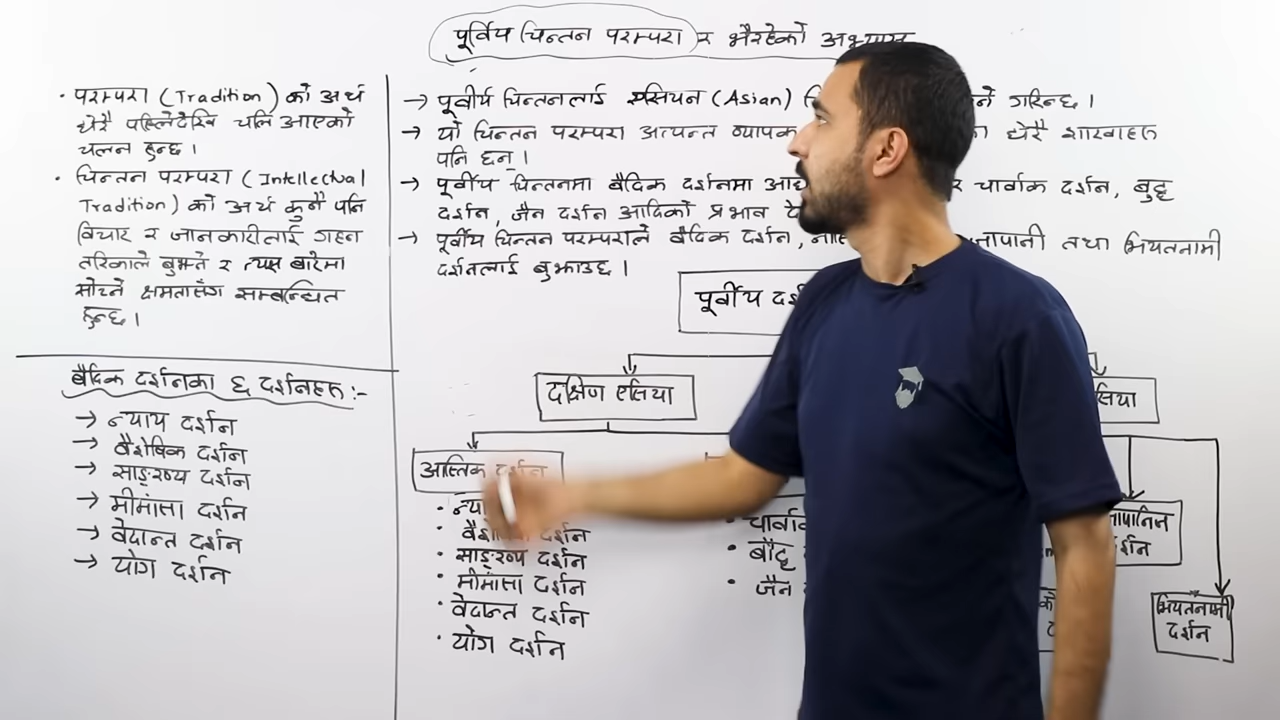 पूर्विय चिन्तन परम्परा र भैरहेको अभ्यास
• परम्परा (Tradition) को अर्थ
धेरै पहिलेदेखि चलि आएको
चलन हुन्छ ।
• चिन्तन परम्परा (Intellectual
Tradition) को अर्थ कुनै पनि
विचार र जानकारीलाई गहन
तरिकाले बुझ्ने र त्यस बारेमा
सोच्ने क्षमतासँग सम्बन्धित
हुन्छ ।
बैदिक दर्शनका ६ दर्शनहरू :-
→ न्याय दर्शन
→ वैशेषिक दर्शन
→ साङ्ख्य दर्शन
→ मीमांसा दर्शन
→ वेदान्त दर्शन
→ योग दर्शन
→ पूर्वीय चिन्तनलाई एसियन (Asian) गरिन्छ ।
→ यो चिन्तन परम्परा अत्यन्त व्यापक धेरै शाखाहरू
पनि छन् ।
→ पूर्वीय चिन्तनमा बैदिक दर्शनमा र चार्वाक दर्शन, बुद्ध
दर्शन, जैन दर्शन आदिको प्रभाव
→ पूर्वीय चिन्तन परम्पराले बैदिक दर्शन, जापानी तथा भियतनामी
दर्शनलाई बुझाउछ ।
पूर्वीय
दक्षिण एसिया
आस्तिक दर्शन
• वैशेषिक दर्शन
• साङ्ख्य दर्शन
• मीमांसा दर्शन
• वेदान्त दर्शन
• योग दर्शन
• बौद्ध
• जैन
दर्शन
भियतनामी
दर्शन